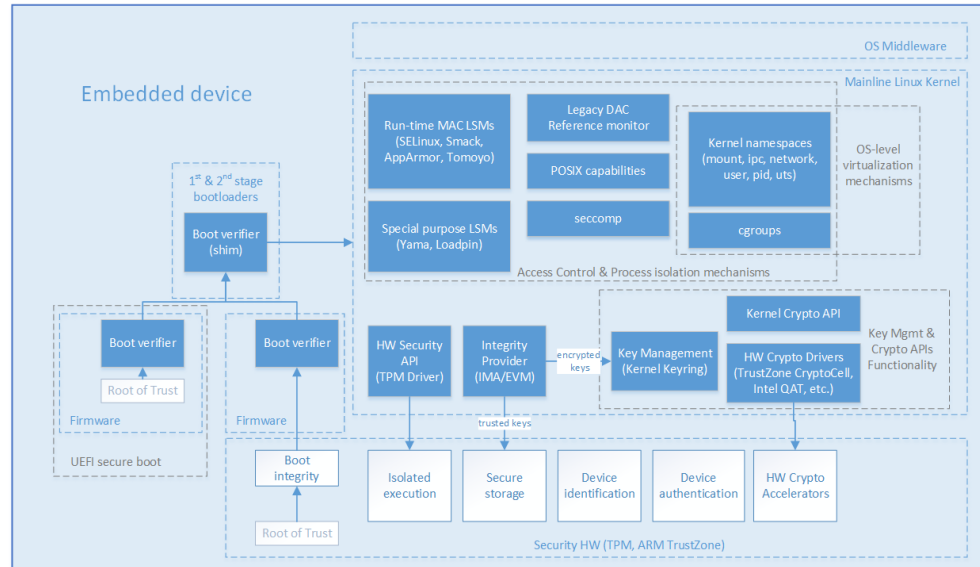 OS Middleware
Mainline Linux Kernel
Embedded device
Run-time MAC LSMs
(SELinux, Smack,
AppArmor, Tomoyo)
Legacy DAC
Reference monitor
Kernel namespaces
(mount, ipc, network,
user, pid, uts)
OS-level
virtualization
mechanisms
POSIX capabilities
1st & 2nd stage
bootloaders
Boot verifier
(shim)
Special purpose LSMs
(Yama, Loadpin)
seccomp
cgroups
Access Control & Process isolation mechanisms
Boot verifier
Root of Trust
Firmware
UEFI secure boot
Boot verifier
Firmware
HW Security
API
(TPM Driver)
Integrity
Provider
(IMA/EVM)
encrypted
keys
Key Management
(Kernel Keyring)
Kernel Crypto API
HW Crypto Drivers
(TrustZone CryptoCell,
Intel QAT, etc.)
Key Mgmt &
Crypto APIs
Functionality
trusted keys
Boot
integrity
Root of Trust
Isolated
execution
Secure
storage
Device
identification
Device
authentication
HW Crypto
Accelerators
Security HW (TPM, ARM TrustZone)